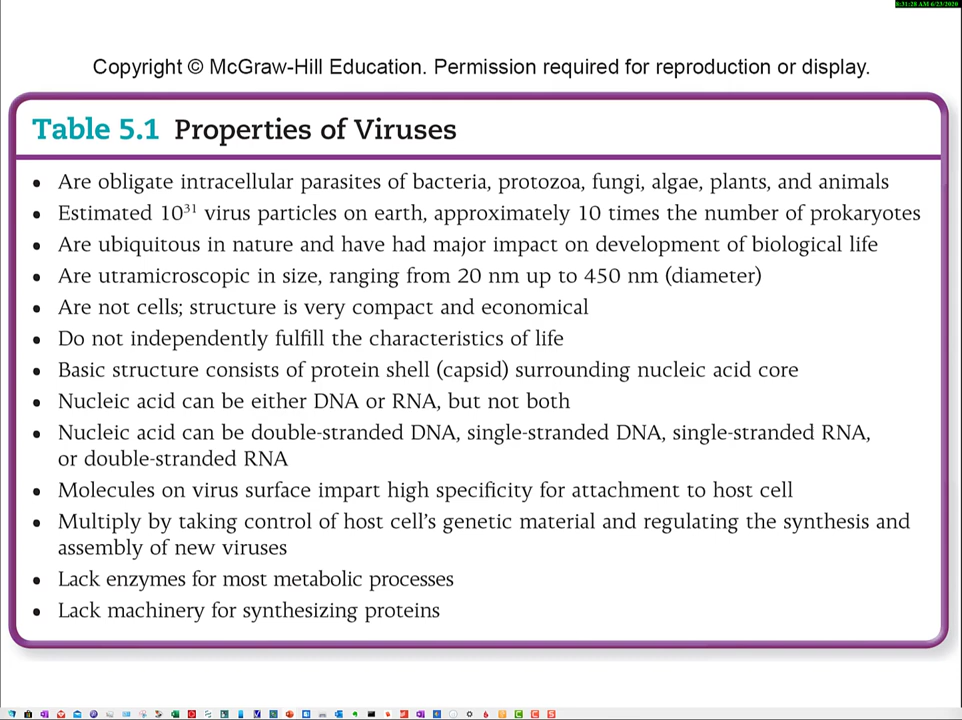 8:31:28 AM 6/23/2020
Copyright © McGraw-Hill Education. Permission required for reproduction or display.
Table 5.1 Properties of Viruses
• Are obligate intracellular parasites of bacteria, protozoa, fungi, algae, plants, and animals
• Estimated 10³¹ virus particles on earth, approximately 10 times the number of prokaryotes
• Are ubiquitous in nature and have had major impact on development of biological life
• Are utramicroscopic in size, ranging from 20 nm up to 450 nm (diameter)
• Are not cells; structure is very compact and economical
• Do not independently fulfill the characteristics of life
• Basic structure consists of protein shell (capsid) surrounding nucleic acid core
• Nucleic acid can be either DNA or RNA, but not both
• Nucleic acid can be double-stranded DNA, single-stranded DNA, single-stranded RNA,
or double-stranded RNA
• Molecules on virus surface impart high specificity for attachment to host cell
• Multiply by taking control of host cell's genetic material and regulating the synthesis and
assembly of new viruses
• Lack enzymes for most metabolic processes
• Lack machinery for synthesizing proteins